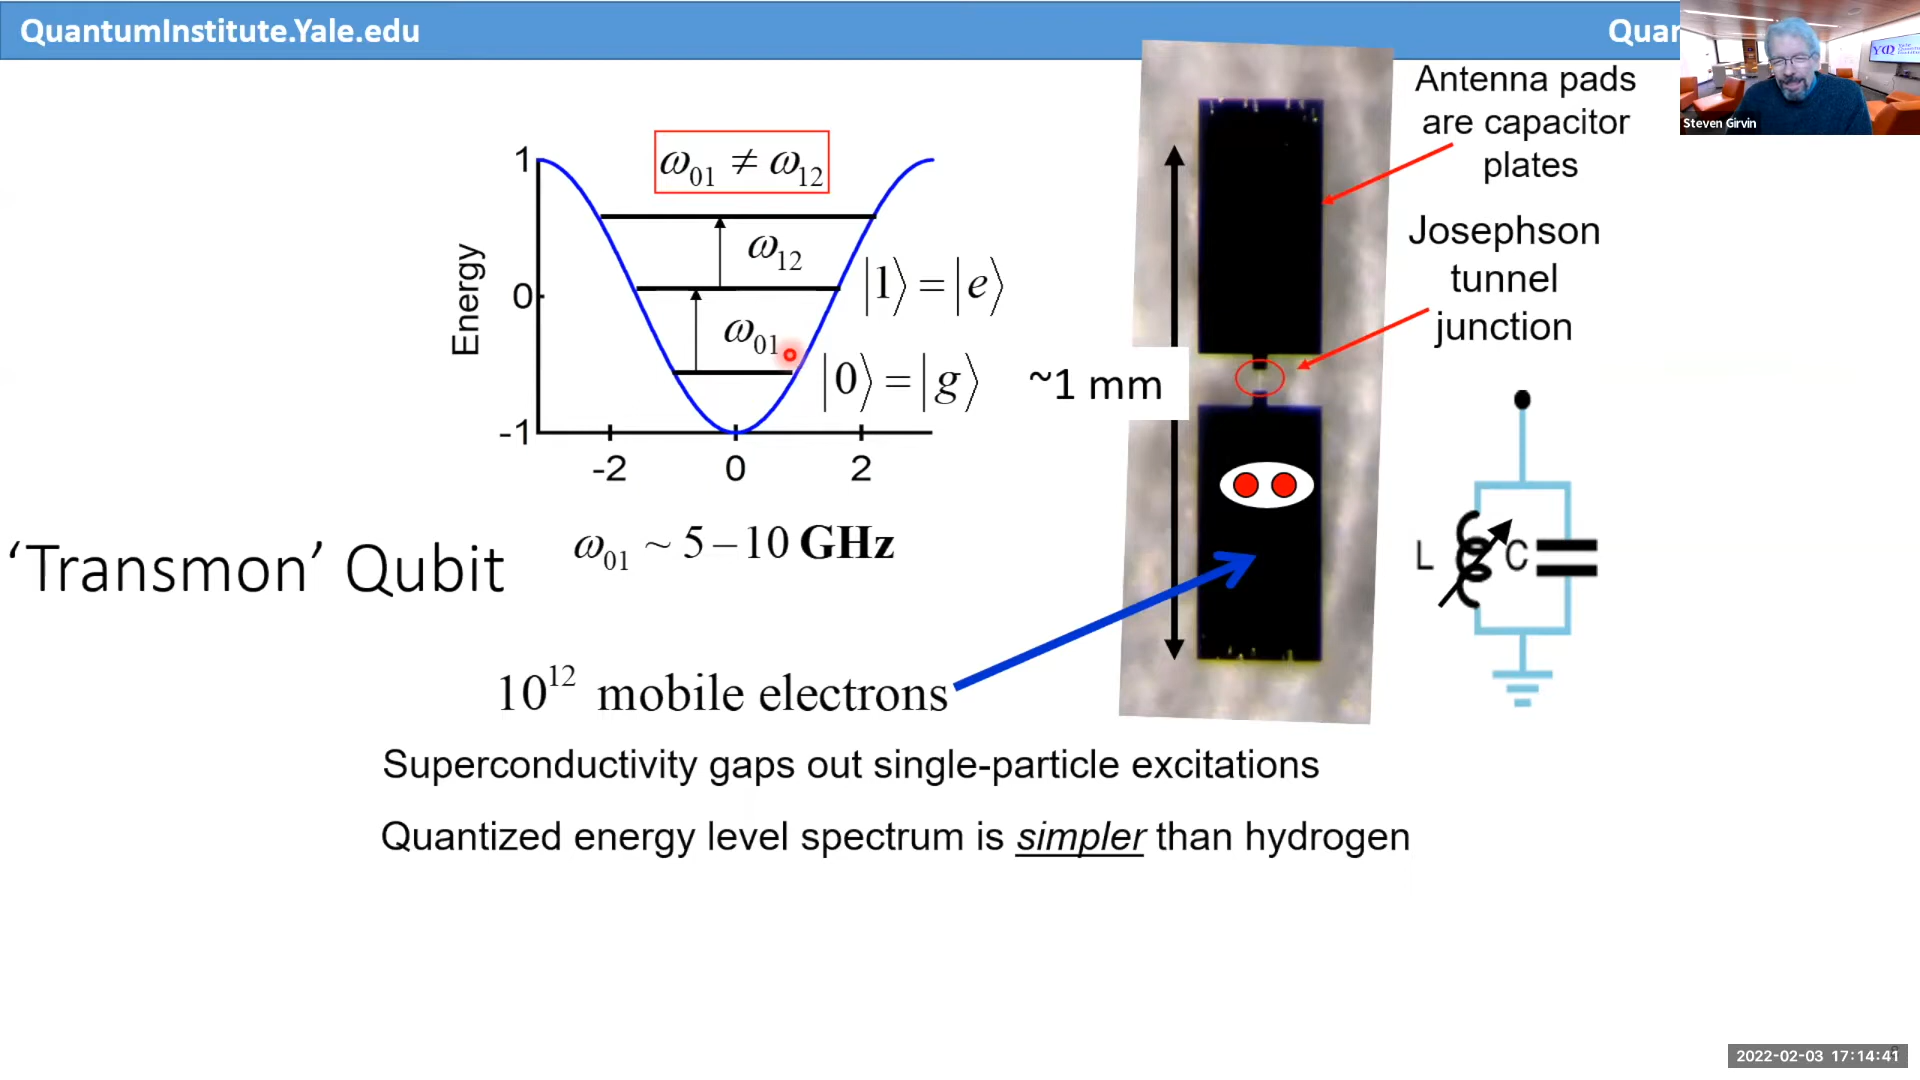 QuantumInstitute.Yale.edu
Quan
Steven Girvin
Antenna pads
are capacitor
plates
Josephson
tunnel
junction
ω01 ≠ ω12
Energy
1
0
-1
-2 0 2
ω12
|1⟩ = |e⟩
ω01
|0⟩ = |g⟩
~1 mm
ω01 ~ 5–10 GHz
'Transmon' Qubit
L C
10^12 mobile electrons
Superconductivity gaps out single-particle excitations
Quantized energy level spectrum is simpler than hydrogen
2022-02-03 17:14:41